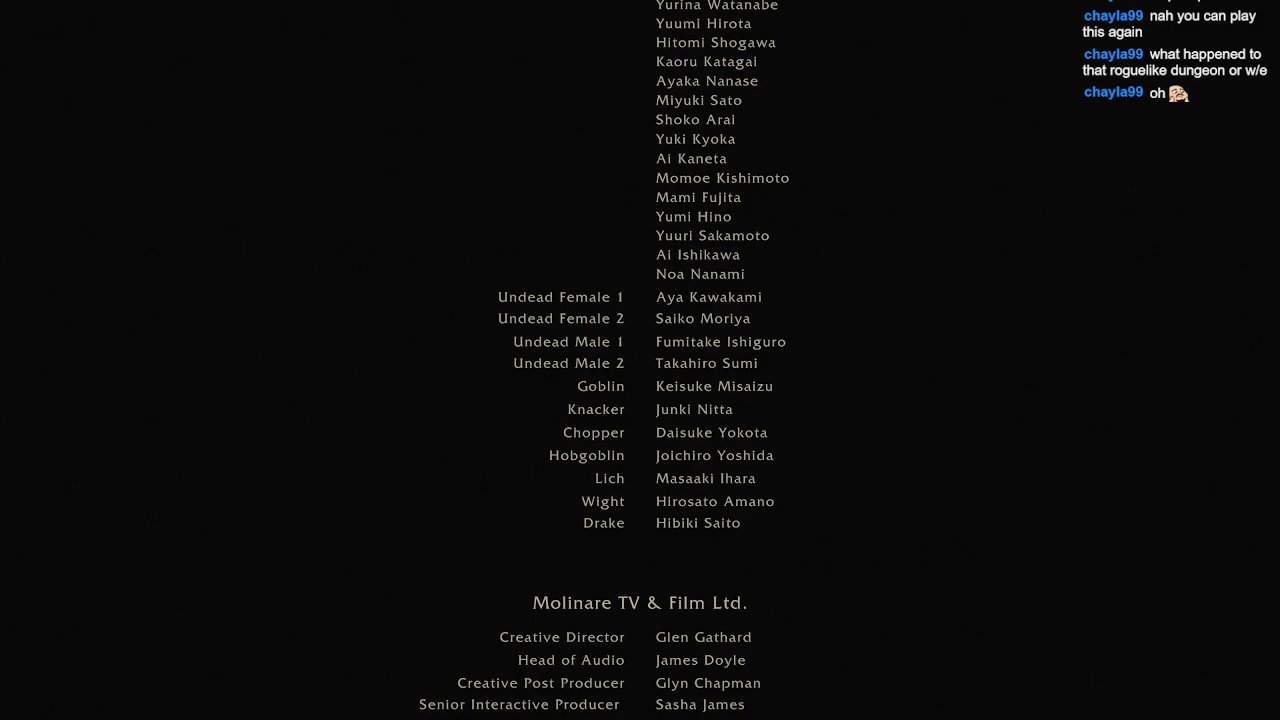 Yurina Watanabe
Yuumi Hirota
Hitomi Shogawa
Kaoru Katagai
Ayaka Nanase
Miyuki Sato
Shoko Arai
Yuki Kyoka
Ai Kaneta
Momoe Kishimoto
Mami Fujita
Yumi Hino
Yuuri Sakamoto
Ai Ishikawa
Noa Nanami
Undead Female 1 Aya Kawakami
Undead Female 2 Saiko Moriya
Undead Male 1 Fumitake Ishiguro
Undead Male 2 Takahiro Sumi
Goblin Keisuke Misaizu
Knacker Junki Nitta
Chopper Daisuke Yokota
Hobgoblin Joichiro Yoshida
Lich Masaaki Ihara
Wight Hirosato Amano
Drake Hibiki Saito
Molinare TV & Film Ltd.
Creative Director Glen Gathard
Head of Audio James Doyle
Creative Post Producer Glyn Chapman
Senior Interactive Producer Sasha James
chayla99 nah you can play
this again
chayla99 what happened to
that roguelike dungeon or w/e
chayla99 oh